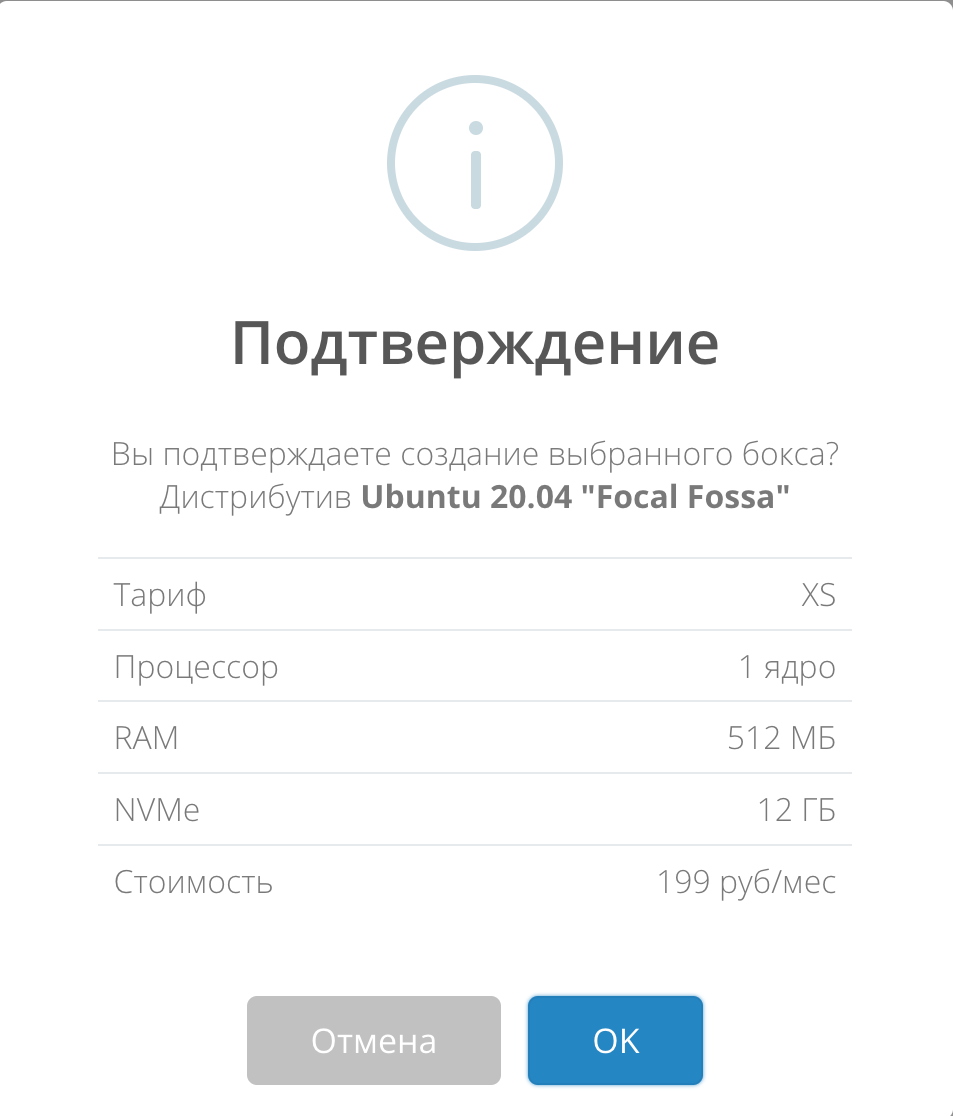 Подтверждение
Вы подтверждаете создание выбранного бокса?
Дистрибутив Ubuntu 20.04 "Focal Fossa"
Тариф XS
Процессор 1 ядро
RAM 512 МБ
NVMe 12 ГБ
Стоимость 199 руб/мес
Отмена OK